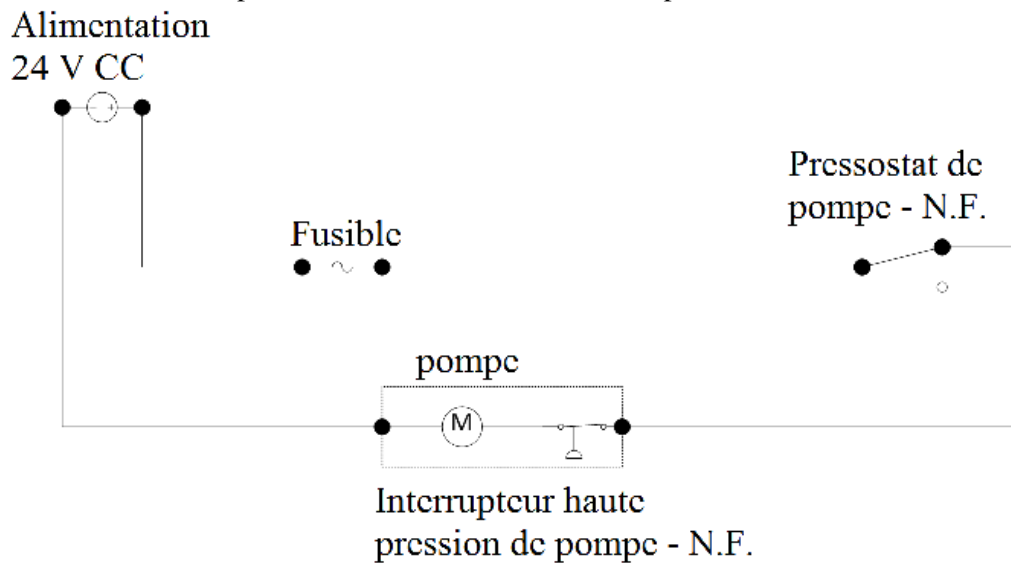 Alimentation
24 V CC
Pressostat de
pompe - N.F.
Fusible
pompe
M
Interrupteur haute
pression de pompe - N.F.